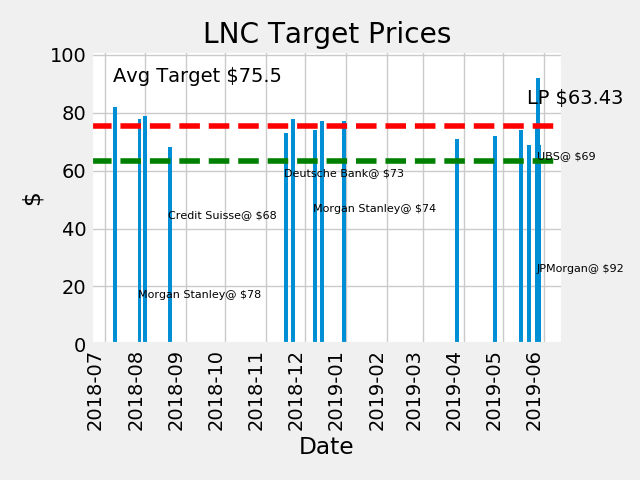 LNC Target Prices
100
Avg Target $75.5
LP $63.43
80
UBS@ $69
60
Deutsche Bank@ $73
Credit Suisse@ $68
Morgan Stanley@ $74
$
40
JPMorgan@ $92
20
Morgan Stanley@ $78
0
2018-07
2018-08
2018-09
2018-10
2018-11
2018-12
2019-01
2019-02
2019-03
2019-04
2019-05
2019-06
Date